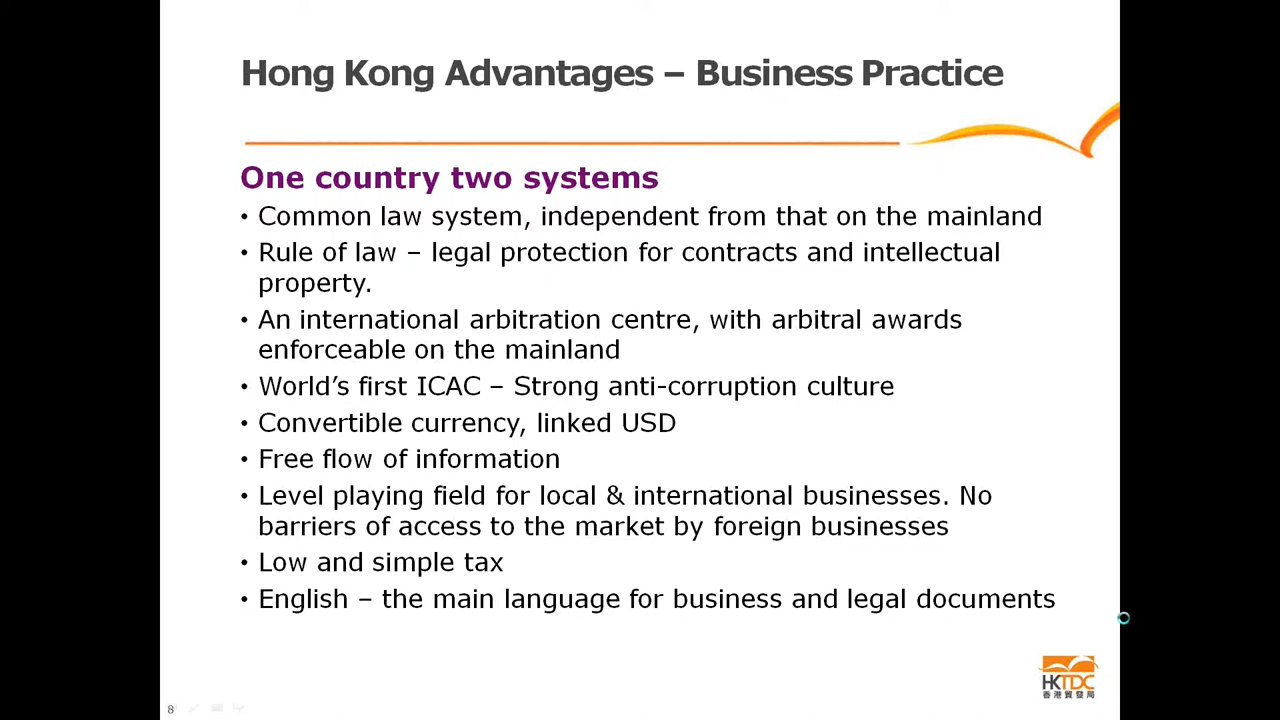 Hong Kong Advantages – Business Practice
One country two systems
• Common law system, independent from that on the mainland
• Rule of law – legal protection for contracts and intellectual
property.
• An international arbitration centre, with arbitral awards
enforceable on the mainland
• World's first ICAC – Strong anti-corruption culture
• Convertible currency, linked USD
• Free flow of information
• Level playing field for local & international businesses. No
barriers of access to the market by foreign businesses
• Low and simple tax
• English – the main language for business and legal documents
HKTDC
香港貿發局
8